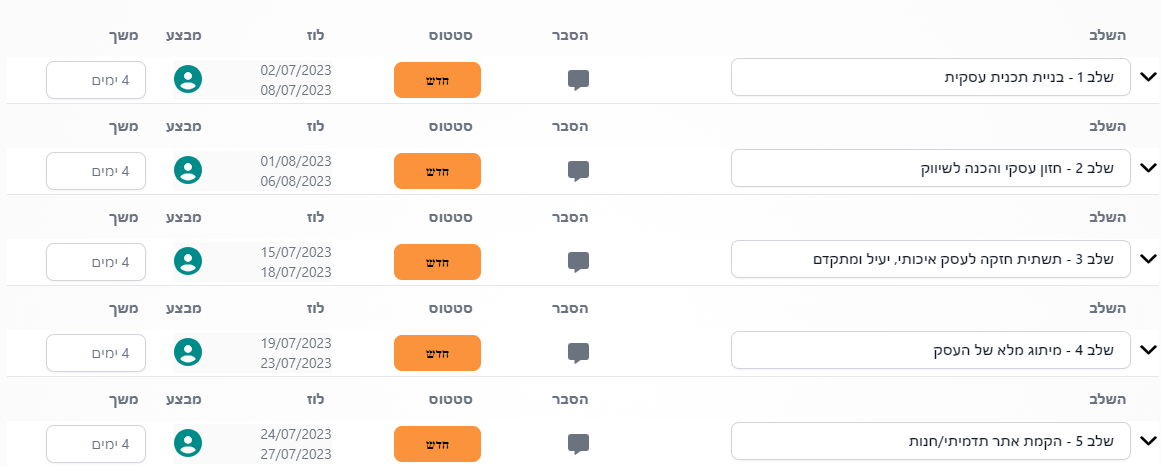 השלב הסבר סטטוס לוז מבצע משך
שלב 1 - בניית תכנית עסקית חדש 02/07/2023 4 ימים
08/07/2023
השלב הסבר סטטוס לוז מבצע משך
שלב 2 - חזון עסקי והכנה לשיווק חדש 01/08/2023 4 ימים
06/08/2023
השלב הסבר סטטוס לוז מבצע משך
שלב 3 - תשתית חזקה לעסק איכותי, יעיל ומתקדם חדש 15/07/2023 4 ימים
18/07/2023
השלב הסבר סטטוס לוז מבצע משך
שלב 4 - מיתוג מלא של העסק חדש 19/07/2023 4 ימים
23/07/2023
השלב הסבר סטטוס לוז מבצע משך
שלב 5 - הקמת אתר תדמיתי/חנות חדש 24/07/2023 4 ימים
27/07/2023